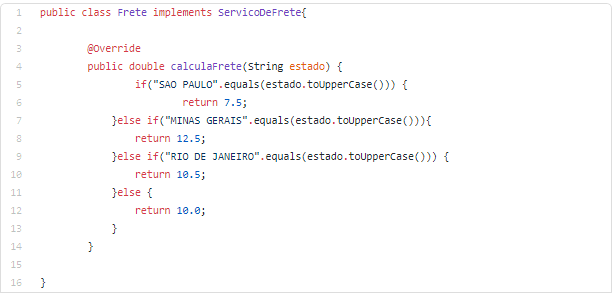 1 public class Frete implements ServicoDeFrete{
2
3 @Override
4 public double calculaFrete(String estado) {
5 if("SAO PAULO".equals(estado.toUpperCase())) {
6 return 7.5;
7 }else if("MINAS GERAIS".equals(estado.toUpperCase())){
8 return 12.5;
9 }else if("RIO DE JANEIRO".equals(estado.toUpperCase())) {
10 return 10.5;
11 }else {
12 return 10.0;
13 }
14 }
15
16 }